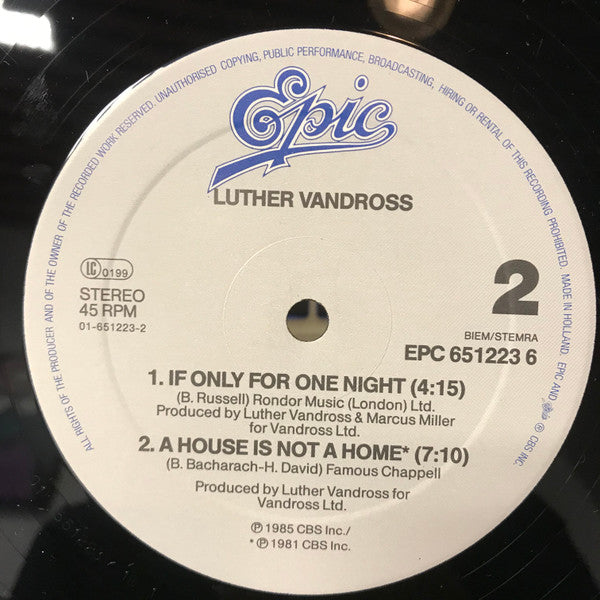 ALL RIGHTS OF THE PRODUCER AND OF THE OWNER OF THE RECORDED WORK RESERVED. UNAUTHORISED COPYING, PUBLIC PERFORMANCE, BROADCASTING, HIRING OR RENTAL OF THIS RECORDING PROHIBITED. MADE IN HOLLAND. EPIC AND Epic ® CBS INC.
Epic
LUTHER VANDROSS
LC 0199
STEREO
45 RPM
01-651223-2
2
BIEM/STEMRA
EPC 651223 6
1. IF ONLY FOR ONE NIGHT (4:15)
(B. Russell) Rondor Music (London) Ltd.
Produced by Luther Vandross & Marcus Miller
for Vandross Ltd.
2. A HOUSE IS NOT A HOME* (7:10)
(B. Bacharach-H. David) Famous Chappell
Produced by Luther Vandross for
Vandross Ltd.
℗ 1985 CBS Inc./
* ℗ 1981 CBS Inc.